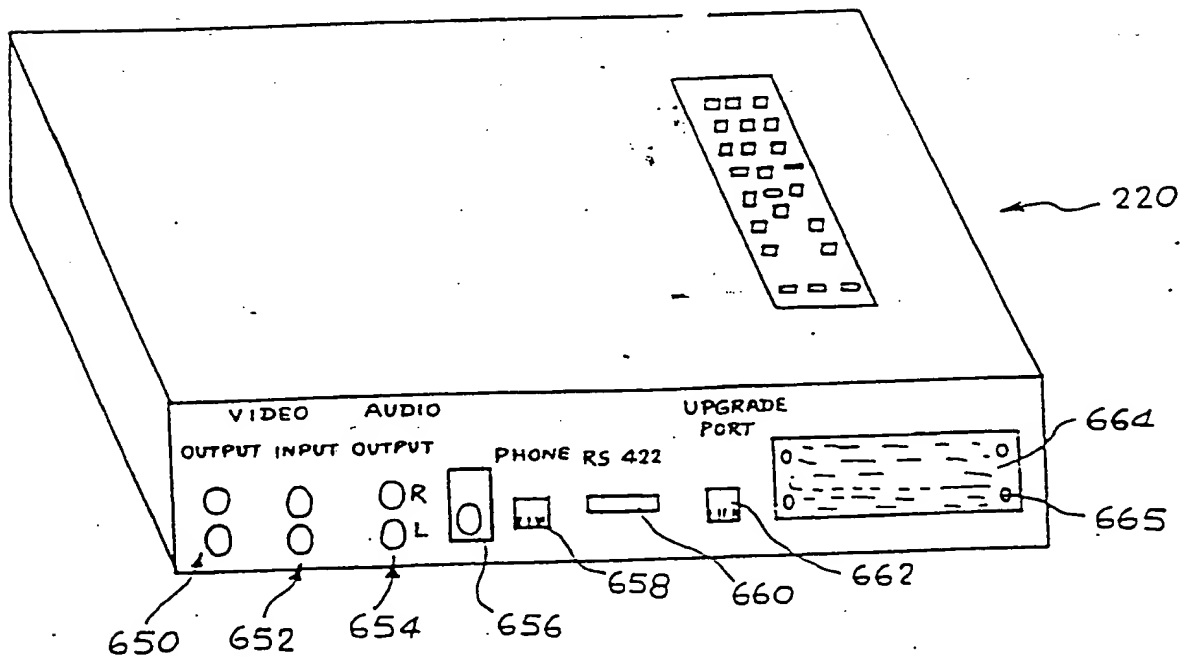 220
VIDEO AUDIO UPGRADE
PORT
OUTPUT INPUT OUTPUT PHONE RS 422
R
L
664
665
650 652 654 656 658 660 662